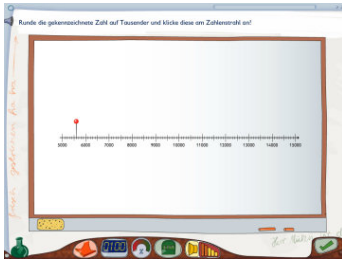 Runde die gekennzeichnete Zahl auf Tausender und klicke diese am Zahlenstrahl an!
5000 6000 7000 8000 9000 10000 11000 12000 13000 14000 15000